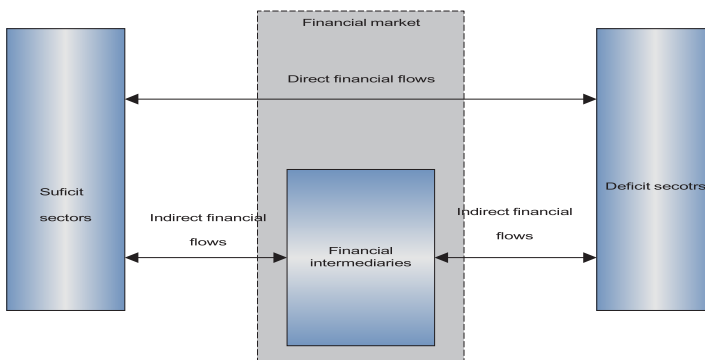 Financial market
Direct financial flows
Suficit
sectors
Indirect financial
flows
Financial
intermediaries
Indirect financial
flows
Deficit secotrs